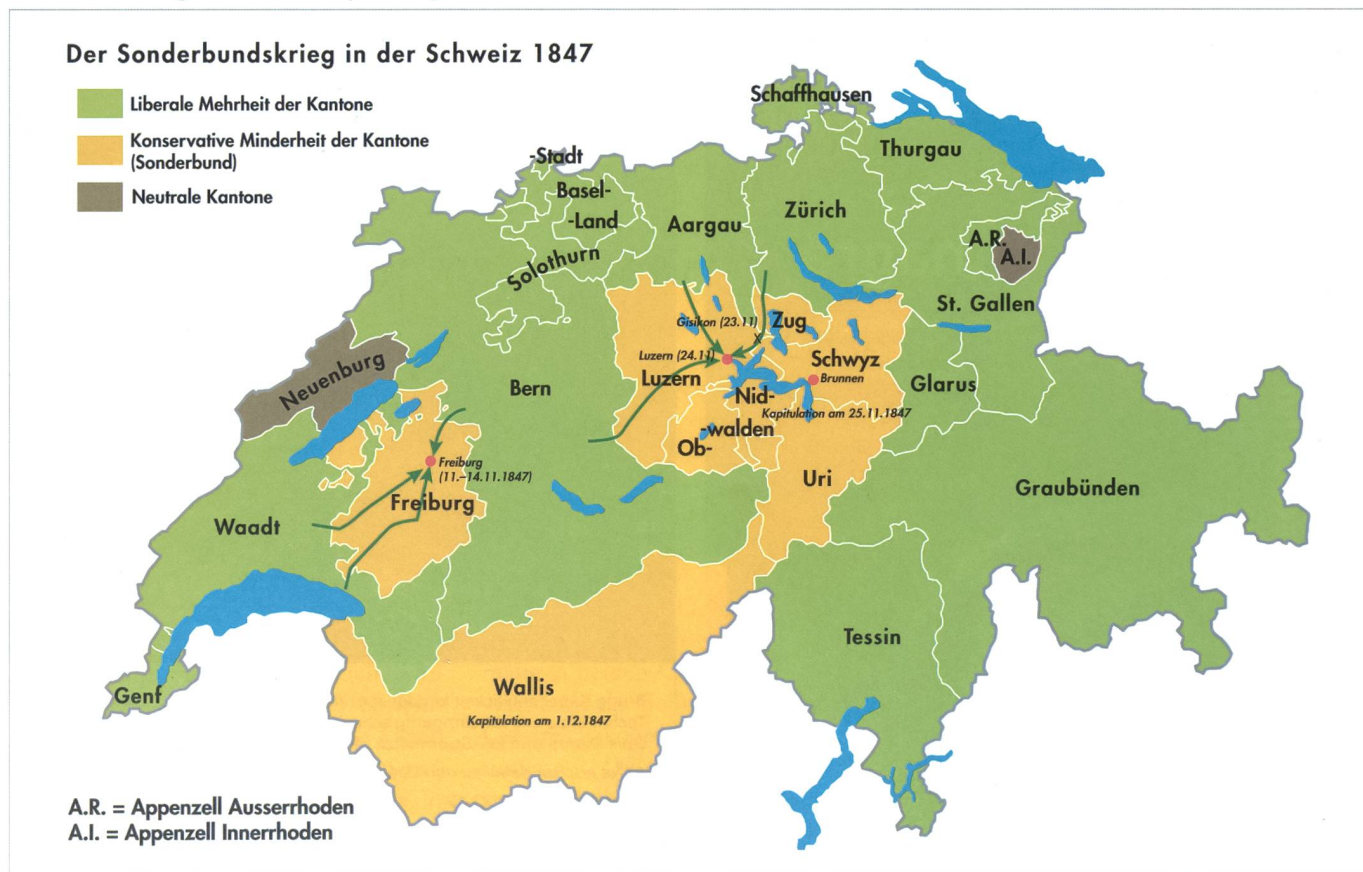 Der Sonderbundskrieg in der Schweiz 1847
Liberale Mehrheit der Kantone
Konservative Minderheit der Kantone
(Sonderbund)
Neutrale Kantone
Schaffhausen
Thurgau
-Stadt
Basel-
-Land
Aargau
Zürich
Solothurn
A.R.
A.I.
St. Gallen
Gisikon (23.11)
X
Zug
Neuenburg
Luzern (24.11)
Schwyz
Luzern
Brunnen
Glarus
Bern
Nid-
Kapitulation am 25.11.1847
-walden
Ob-
Freiburg
(11.–14.11.1847)
Uri
Graubünden
Freiburg
Waadt
Tessin
Genf
Wallis
Kapitulation am 1.12.1847
A.R. = Appenzell Ausserrhoden
A.I. = Appenzell Innerrhoden